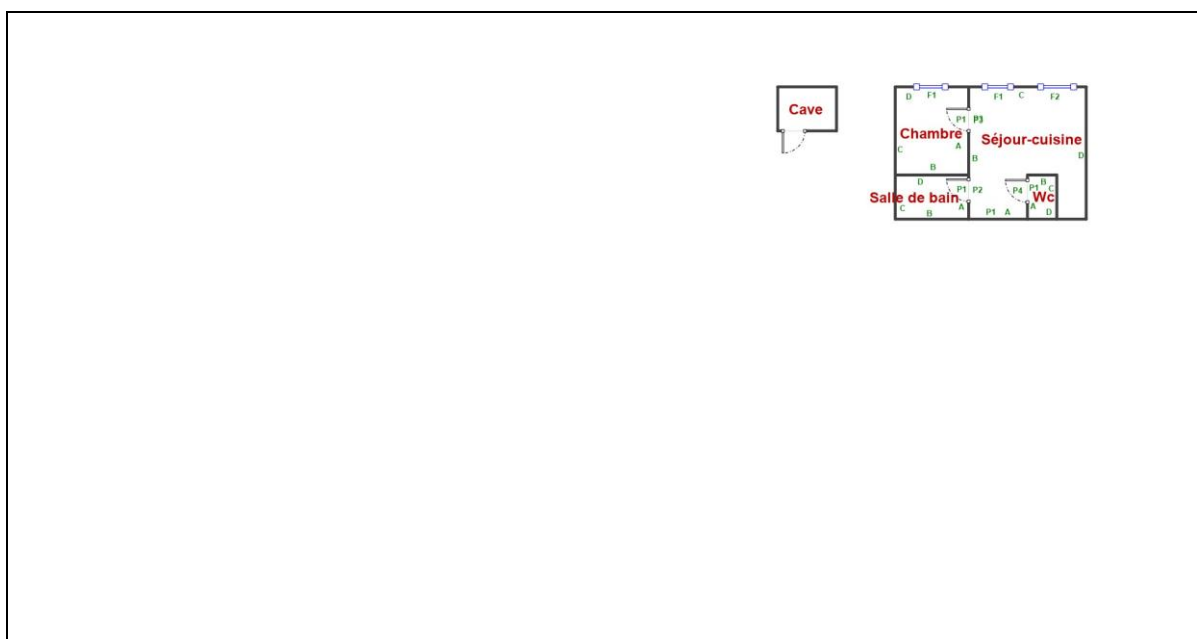 D F1 F1 C F2
Cave
P1 P3
Chambre
Séjour-cuisine
A
C
B
D
B
D
B
P1 P2
P4
P1
C
Salle de bain
Wc
C
B
A
P1
A
A
D